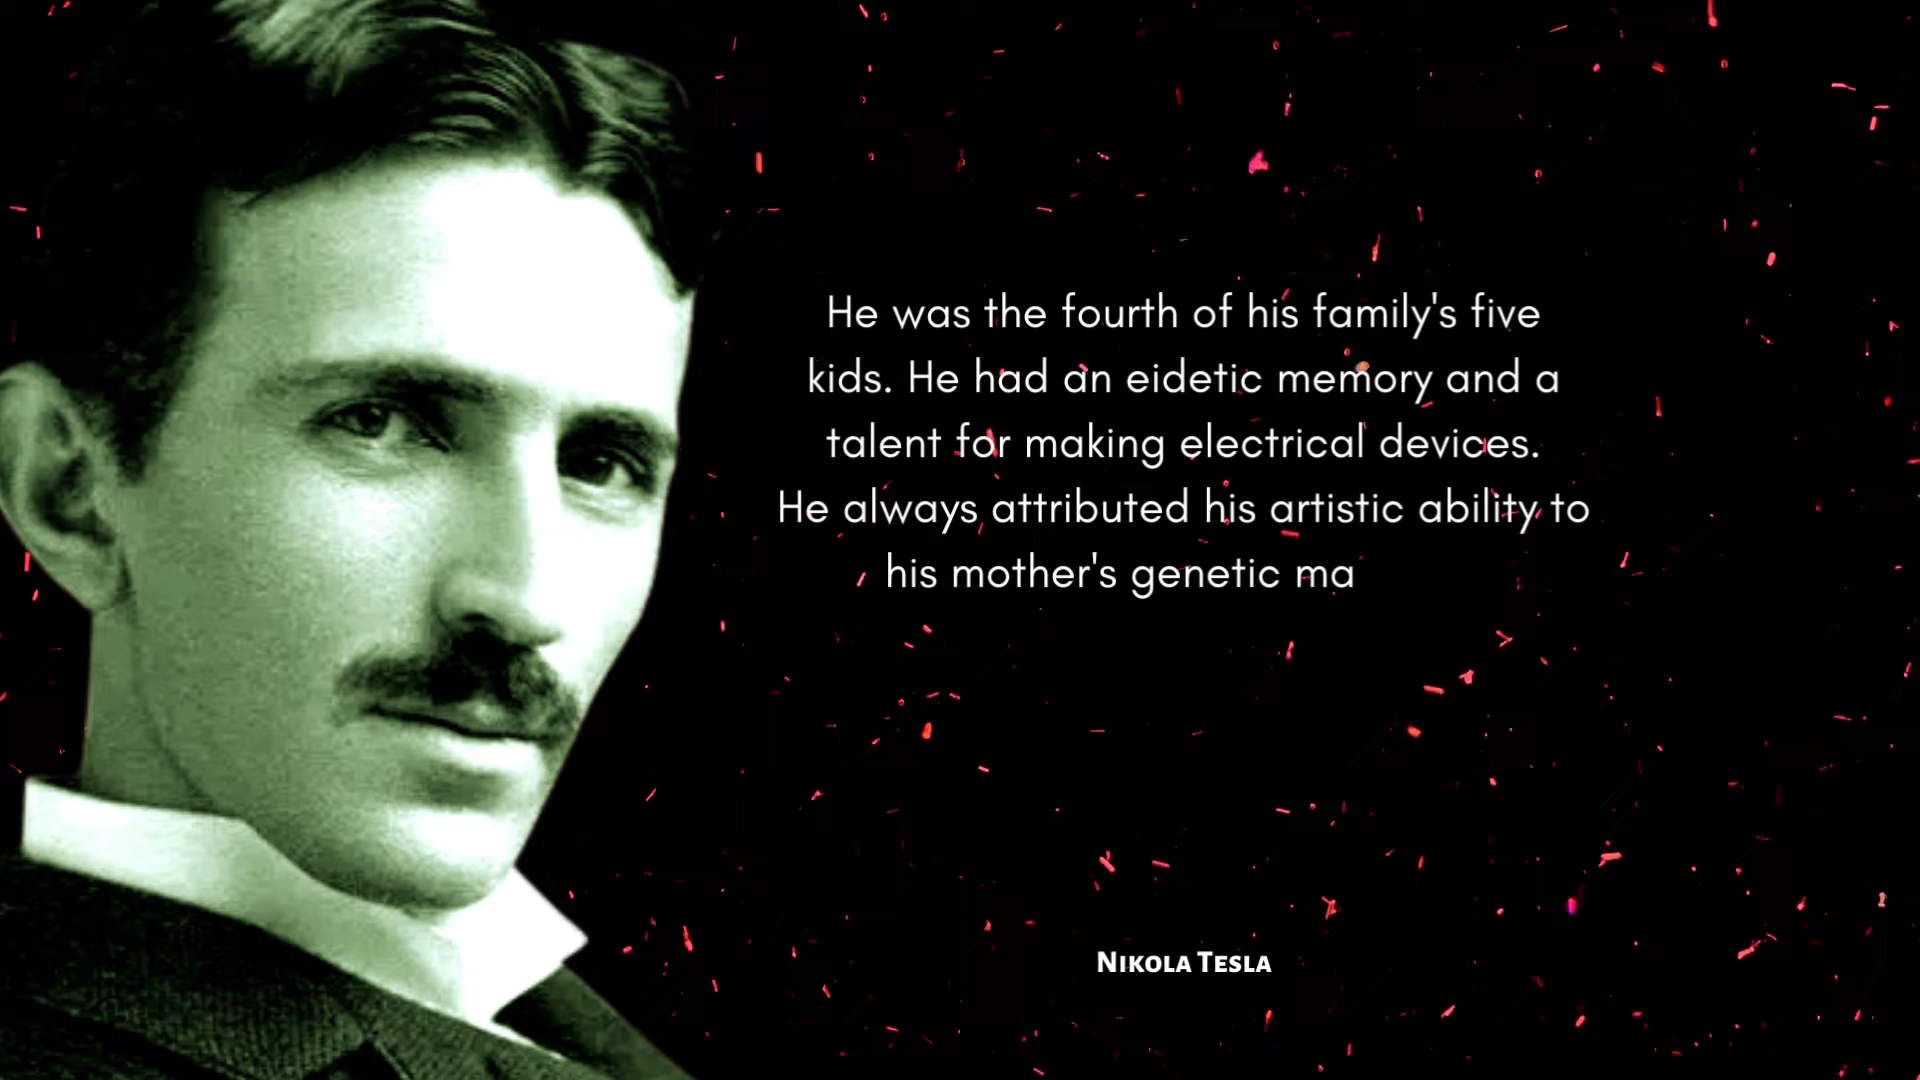 He was the fourth of his family's five
kids. He had an eidetic memory and a
talent for making electrical devices.
He always attributed his artistic ability to
his mother's genetic ma
Nikola Tesla